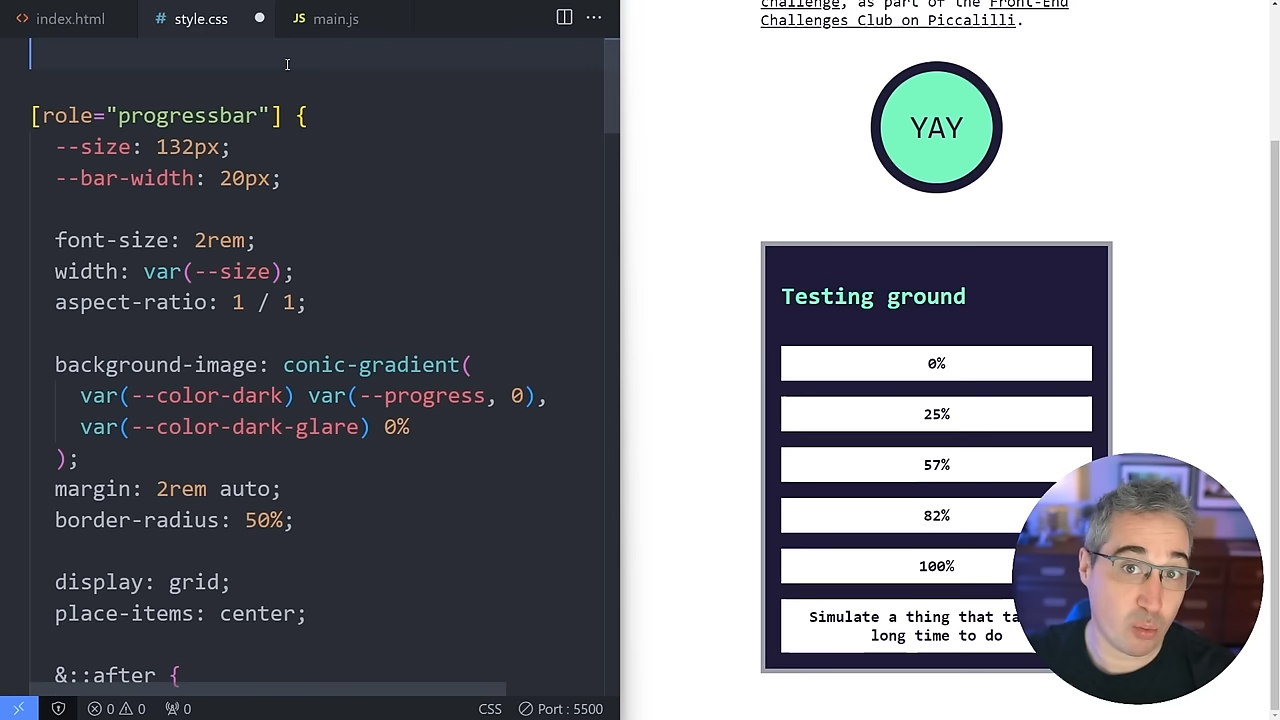 index.html
style.css
JS main.js
[role="progressbar"] {
--size: 132px;
--bar-width: 20px;
font-size: 2rem;
width: var(--size);
aspect-ratio: 1 / 1;
background-image: conic-gradient(
var(--color-dark) var(--progress, 0),
var(--color-dark-glare) 0%
);
margin: 2rem auto;
border-radius: 50%;
display: grid;
place-items: center;
&::after {
0 0 0
CSS
Port : 5500
challenge, as part of the Front-End
Challenges Club on Piccalilli.
YAY
Testing ground
0%
25%
57%
82%
100%
Simulate a thing that
long time to do